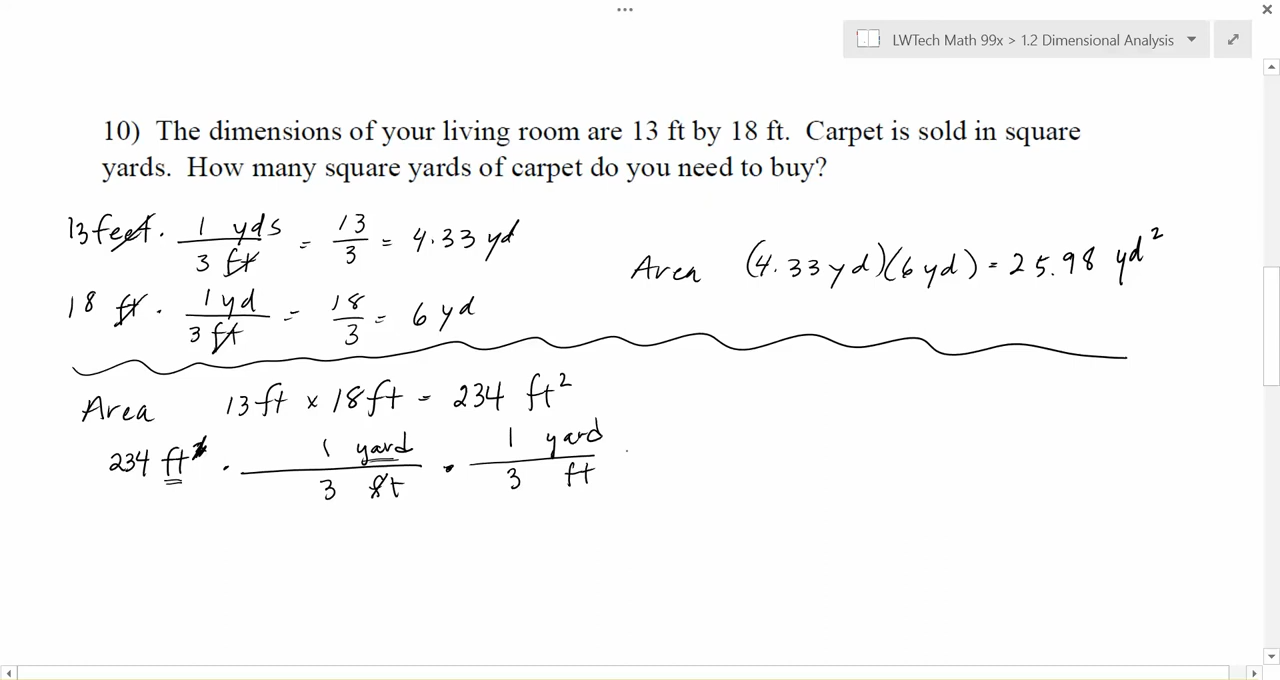 LWTech Math 99x > 1.2 Dimensional Analysis
10) The dimensions of your living room are 13 ft by 18 ft. Carpet is sold in square
yards. How many square yards of carpet do you need to buy?
13 feet · 1 yds / 3 ft = 13/3 = 4.33 yd
18 ft · 1 yd / 3 ft = 18/3 = 6 yd
Area (4.33 yd)(6 yd) = 25.98 yd²
Area 13 ft × 18 ft = 234 ft²
234 ft² · 1 yard / 3 ft · 1 yard / 3 ft